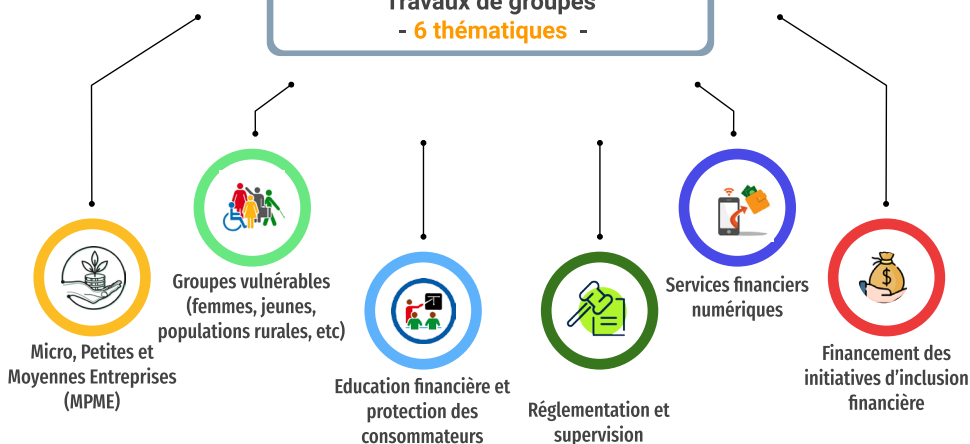 Travaux de groupes
- 6 thématiques -
Micro, Petites et
Moyennes Entreprises
(MPME)
Groupes vulnérables
(femmes, jeunes,
populations rurales, etc)
Education financière et
protection des
consommateurs
Réglementation et
supervision
Services financiers
numériques
Financement des
initiatives d’inclusion
financière
$